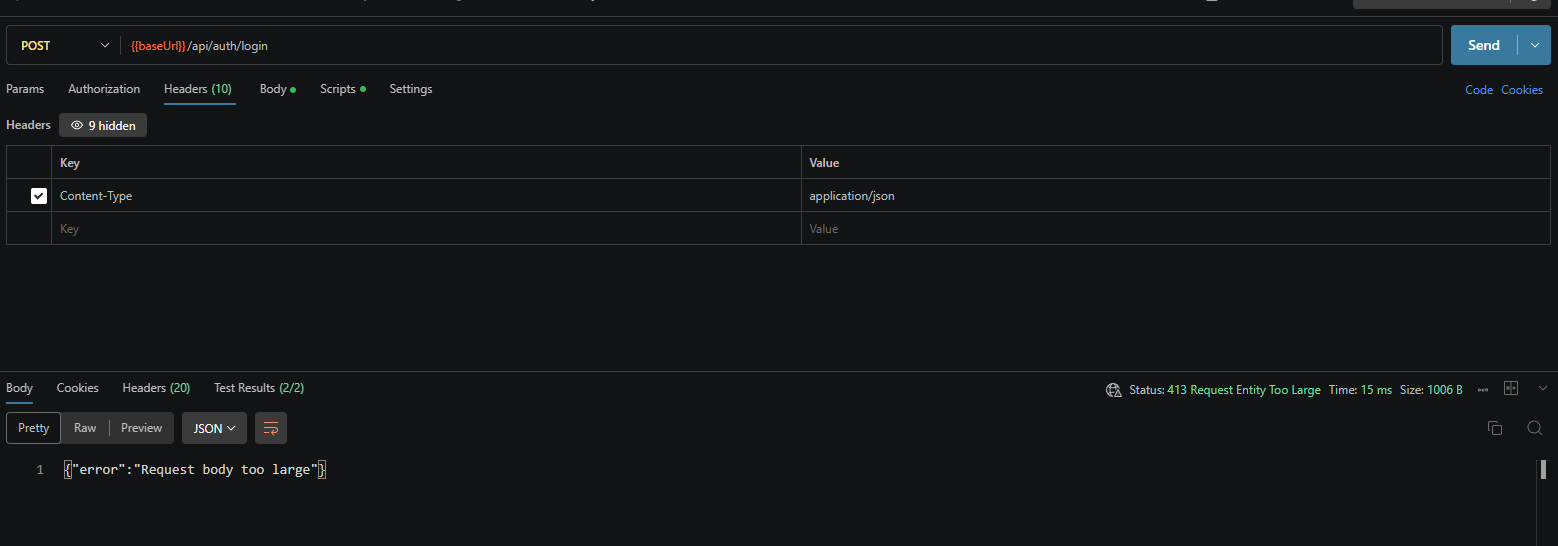 POST {{baseUrl}}/api/auth/login Send
Params Authorization Headers (10) Body Scripts Settings Code Cookies
Headers 9 hidden
Key Value
Content-Type application/json
Key Value
Body Cookies Headers (20) Test Results (2/2) Status: 413 Request Entity Too Large Time: 15 ms Size: 1006 B
Pretty Raw Preview JSON
1 {"error":"Request body too large"}